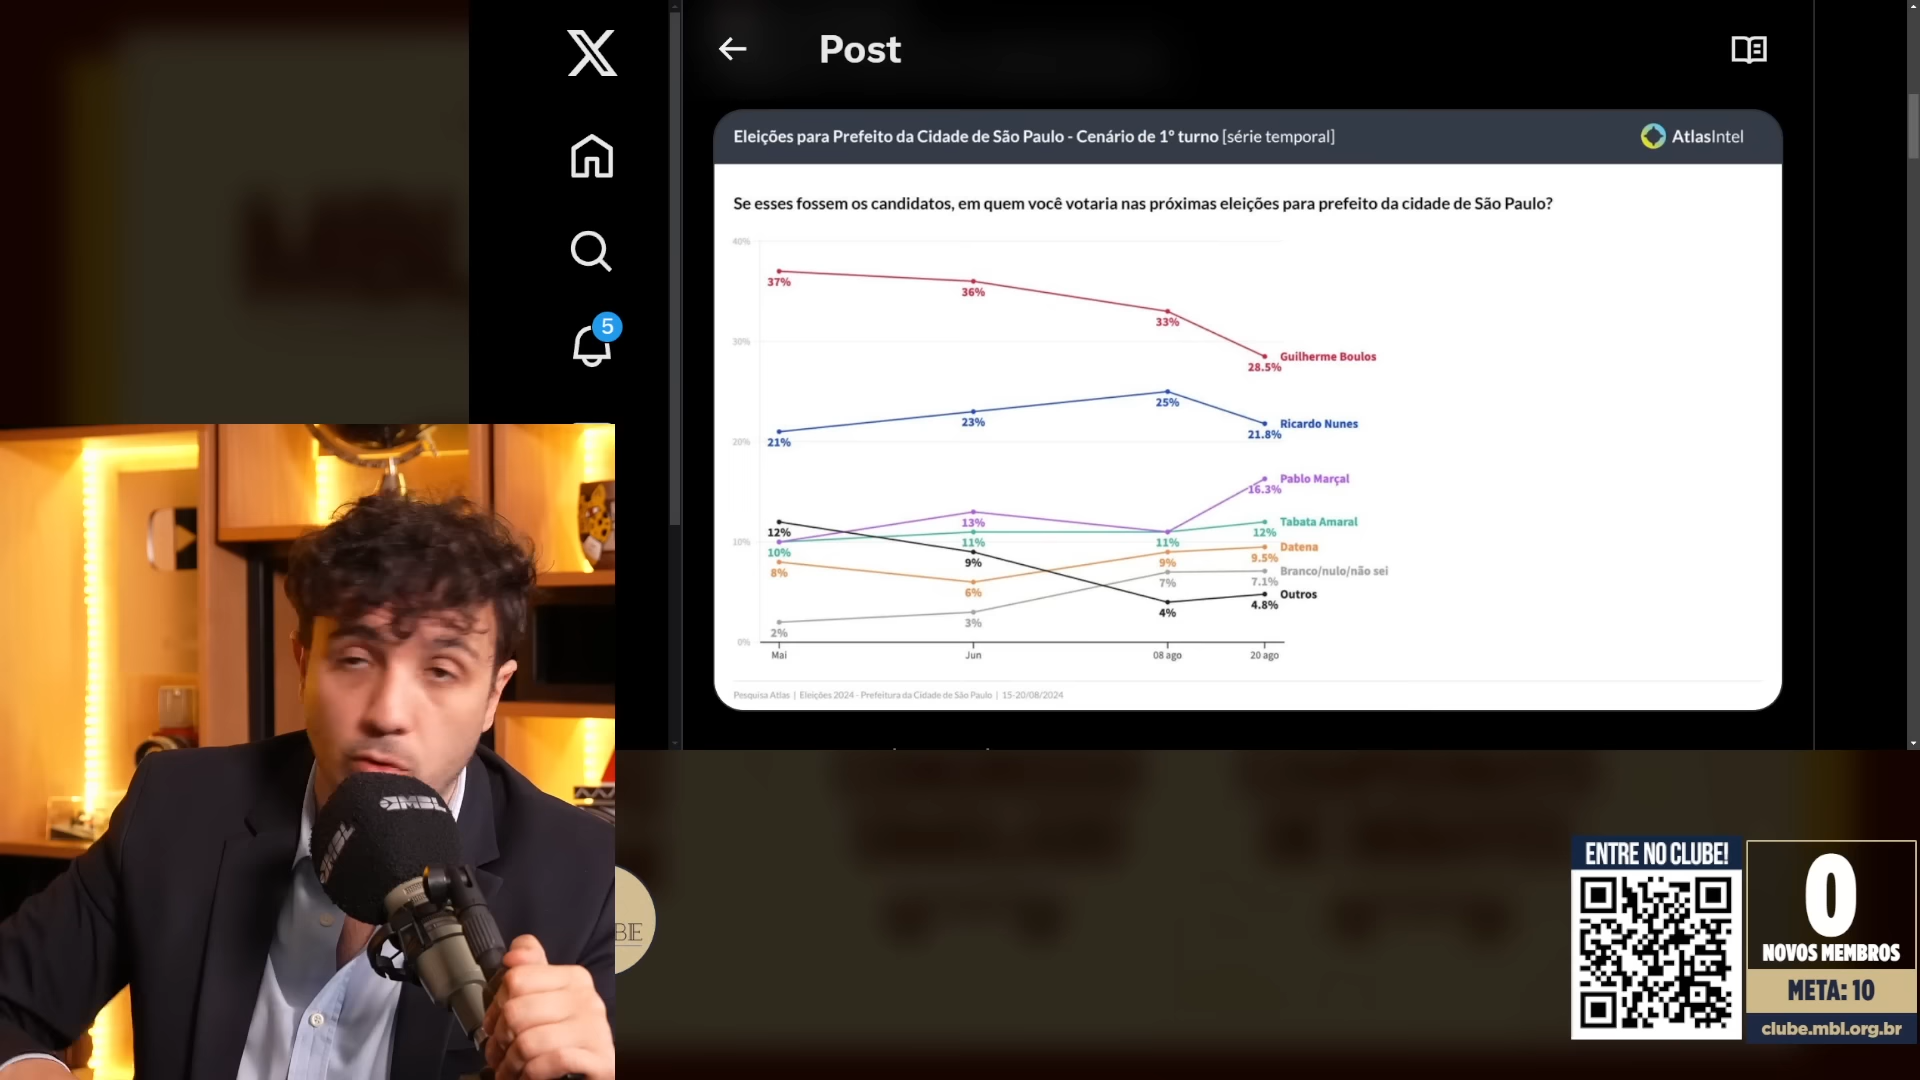 Post
5
Eleições para Prefeito da Cidade de São Paulo - Cenário de 1º turno [série temporal]
AtlasIntel
Se esses fossem os candidatos, em quem você votaria nas próximas eleições para prefeito da cidade de São Paulo?
40%
30%
20%
10%
0%
37%
36%
33%
28.5%
Guilherme Boulos
21%
23%
25%
21.8%
Ricardo Nunes
13%
16.3%
Pablo Marçal
10%
11%
11%
12%
Tabata Amaral
8%
6%
9%
9.5%
Datena
2%
3%
7%
7.1%
Branco/nulo/não sei
12%
9%
4%
4.8%
Outros
Mai
Jun
08 ago
20 ago
Pesquisa Atlas | Eleições 2024 - Prefeitura da Cidade de São Paulo | 15-20/08/2024
MBL
MBL
ENTRE NO CLUBE!
0
NOVOS MEMBROS
META: 10
clube.mbl.org.br